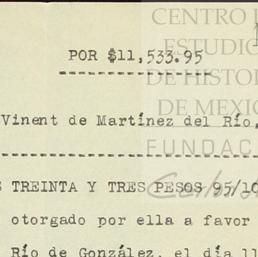 CENTRO
ESTUDIO
DE HISTOR
DE MEXIC
FUNDAC
POR $11,533.95
Vinent de Martínez del Río,
TREINTA Y TRES PESOS 95/10
otorgado por ella a favor
Río de González, el día 11